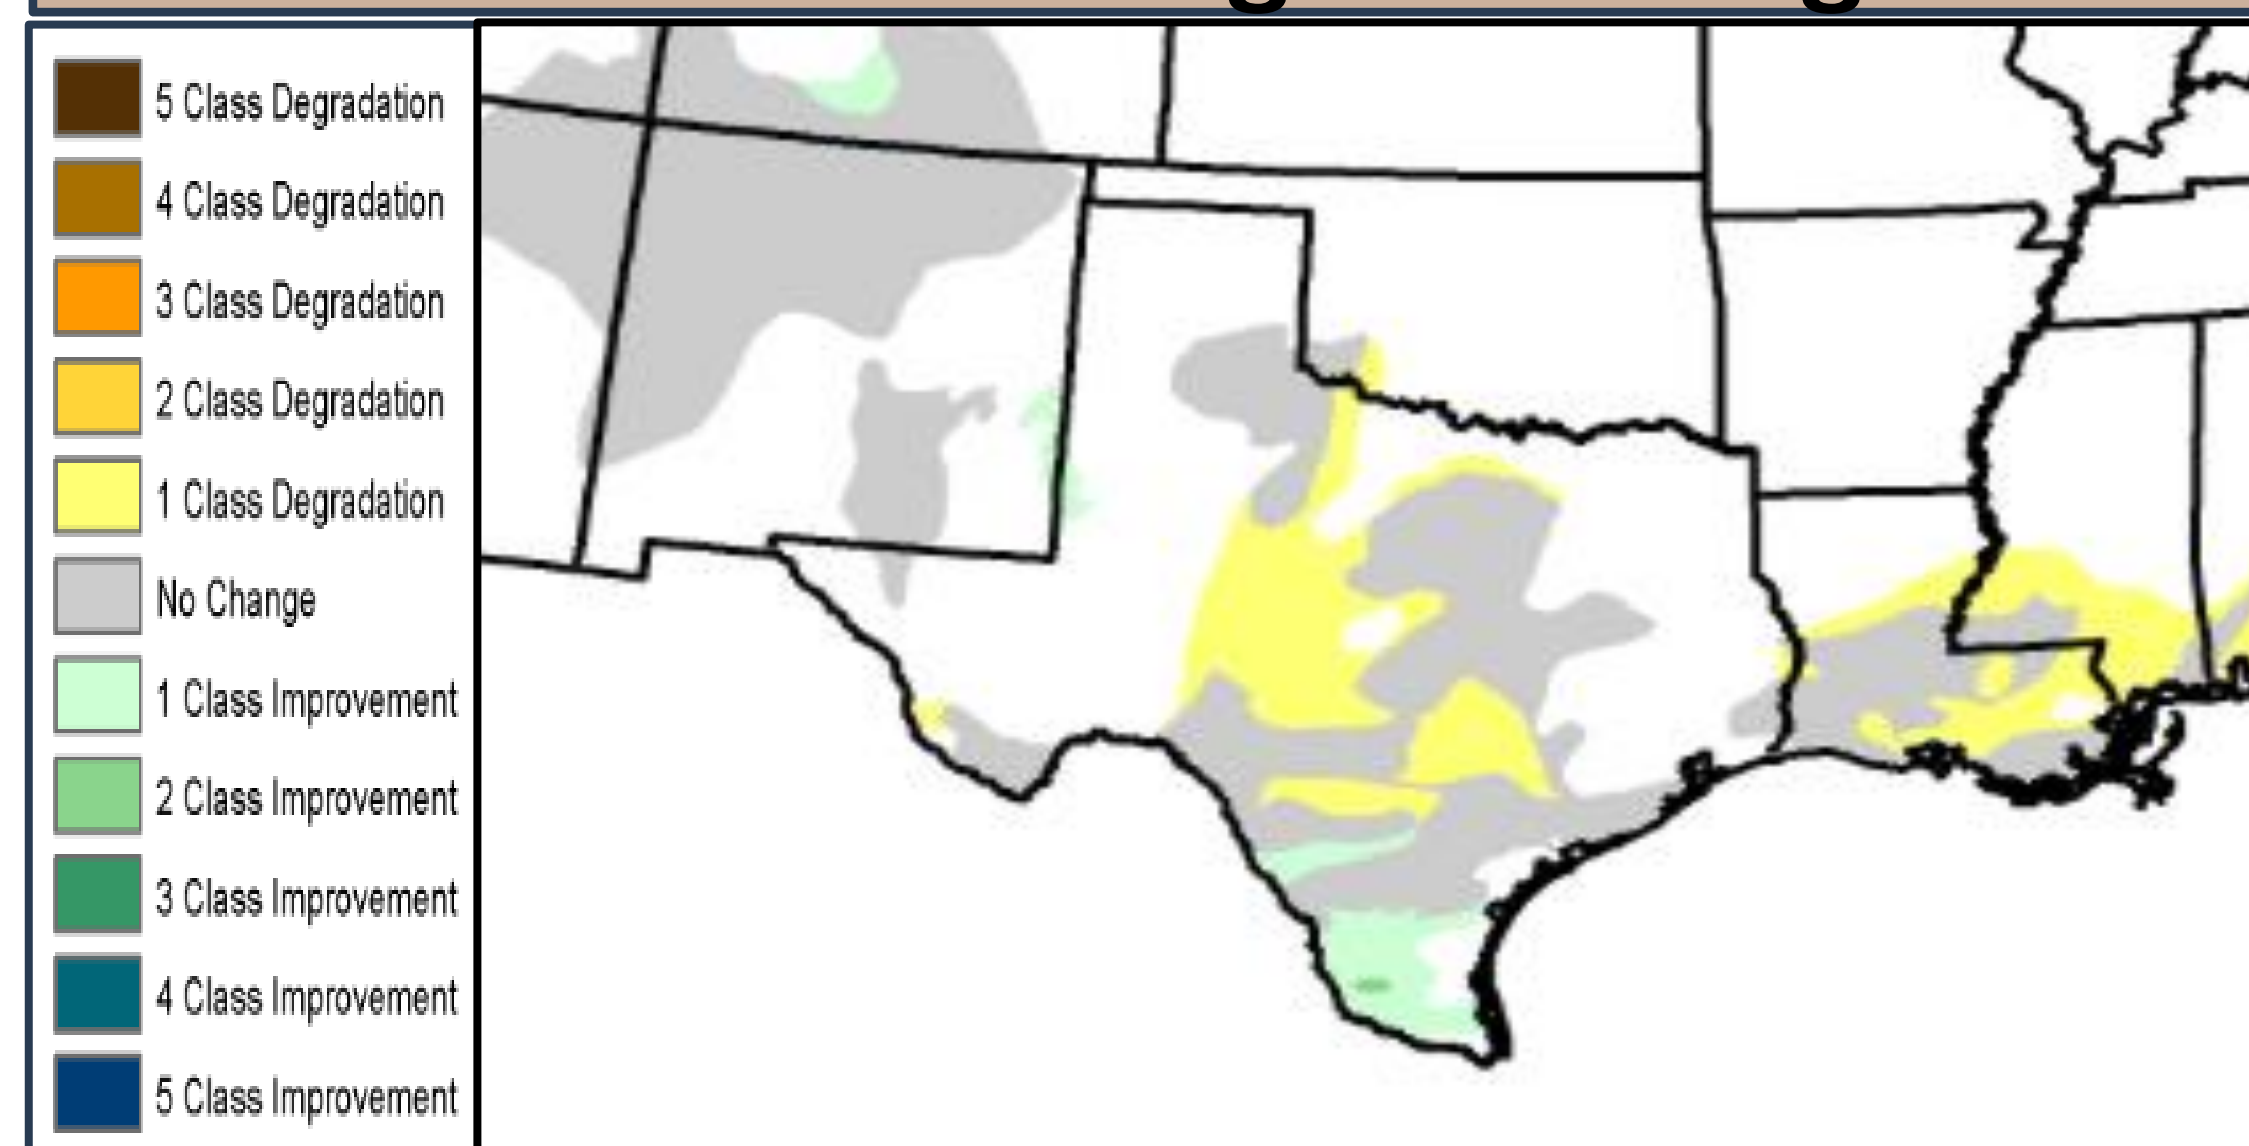 5 Class Degradation
4 Class Degradation
3 Class Degradation
2 Class Degradation
1 Class Degradation
No Change
1 Class Improvement
2 Class Improvement
3 Class Improvement
4 Class Improvement
5 Class Improvement